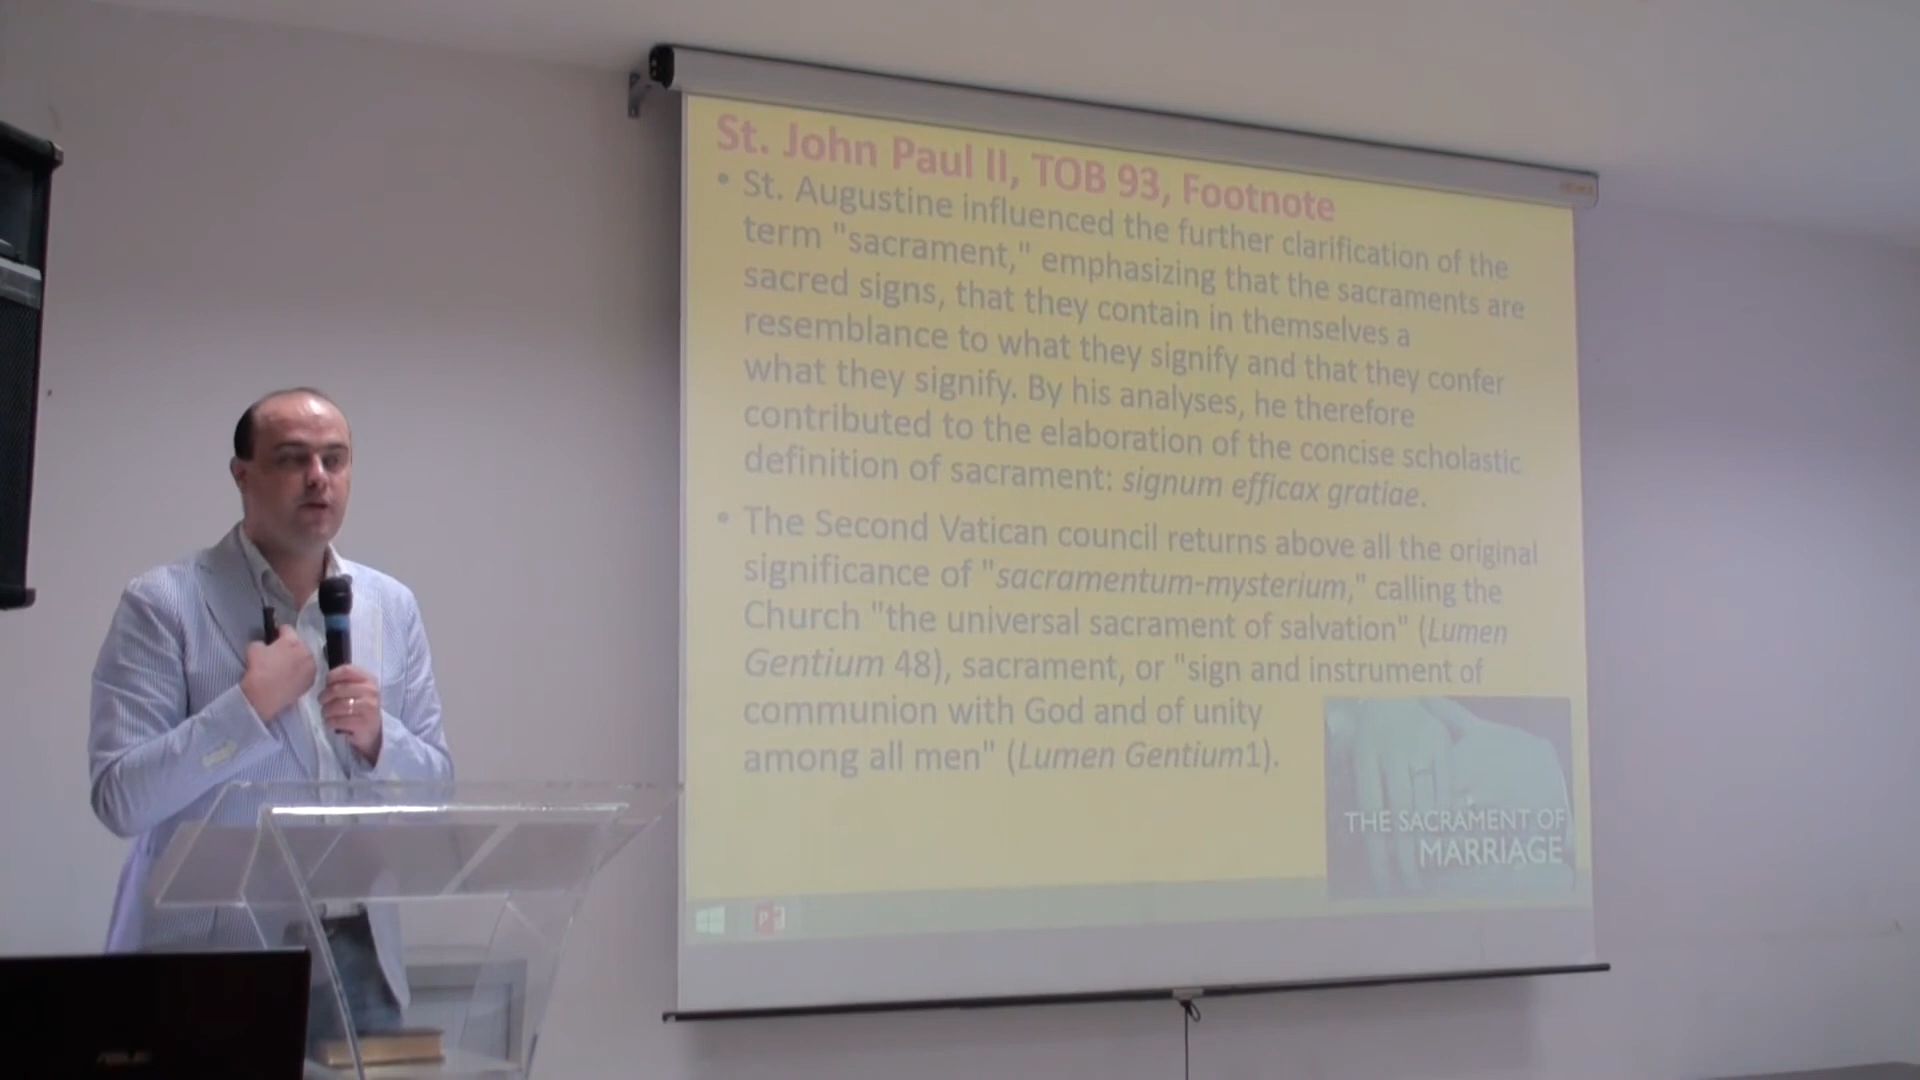 St. John Paul II, TOB 93, Footnote
• St. Augustine influenced the further clarification of the
term "sacrament," emphasizing that the sacraments are
sacred signs, that they contain in themselves a
resemblance to what they signify and that they confer
what they signify. By his analyses, he therefore
contributed to the elaboration of the concise scholastic
definition of sacrament: signum efficax gratiae.
• The Second Vatican council returns above all the original
significance of "sacramentum-mysterium," calling the
Church "the universal sacrament of salvation" (Lumen
Gentium 48), sacrament, or "sign and instrument of
communion with God and of unity
among all men" (Lumen Gentium1).
THE SACRAMENT OF
MARRIAGE
P
ASUS